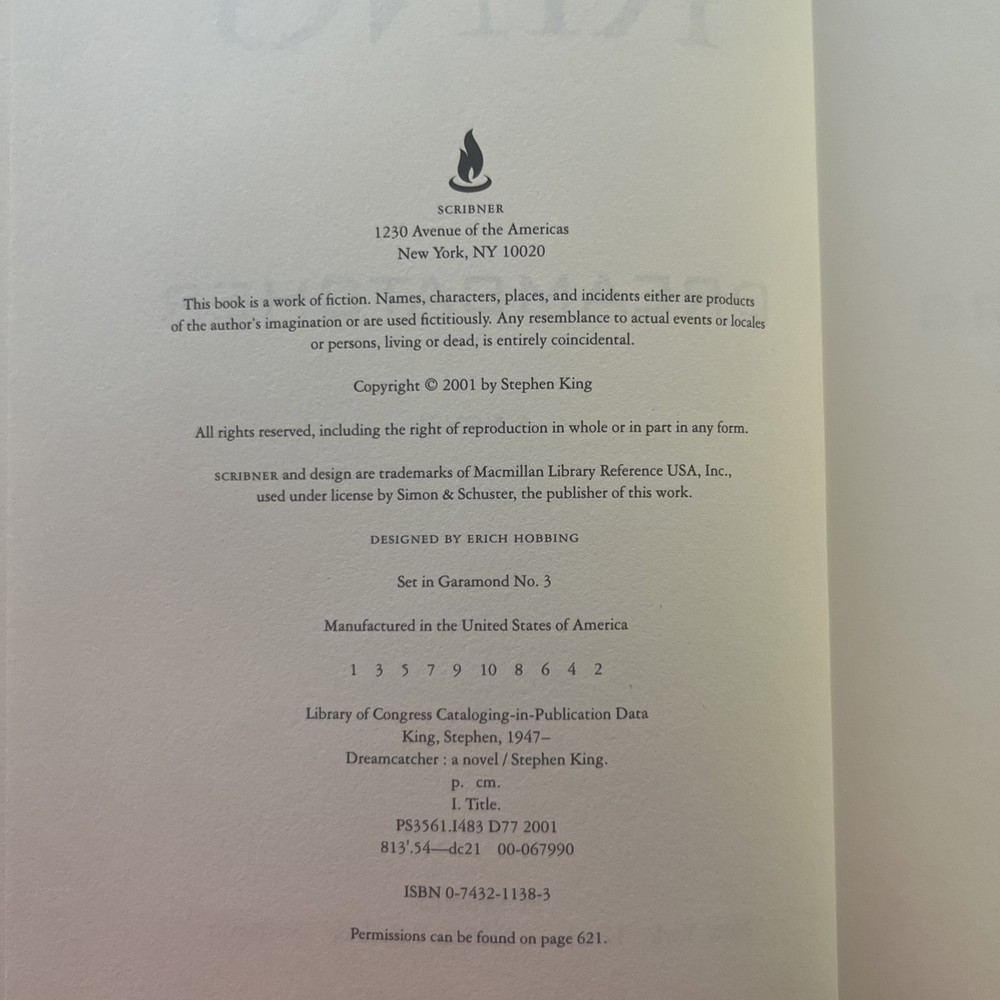 KING
SCRIBNER
1230 Avenue of the Americas
New York, NY 10020
This book is a work of fiction. Names, characters, places, and incidents either are products
of the author's imagination or are used fictitiously. Any resemblance to actual events or locales
or persons, living or dead, is entirely coincidental.
Copyright © 2001 by Stephen King
All rights reserved, including the right of reproduction in whole or in part in any form.
SCRIBNER and design are trademarks of Macmillan Library Reference USA, Inc.,
used under license by Simon & Schuster, the publisher of this work.
DESIGNED BY ERICH HOBBING
Set in Garamond No. 3
Manufactured in the United States of America
1 3 5 7 9 10 8 6 4 2
Library of Congress Cataloging-in-Publication Data
King, Stephen, 1947–
Dreamcatcher : a novel / Stephen King.
p. cm.
I. Title.
PS3561.I483 D77 2001
813'.54—dc21 00-067990
ISBN 0-7432-1138-3
Permissions can be found on page 621.